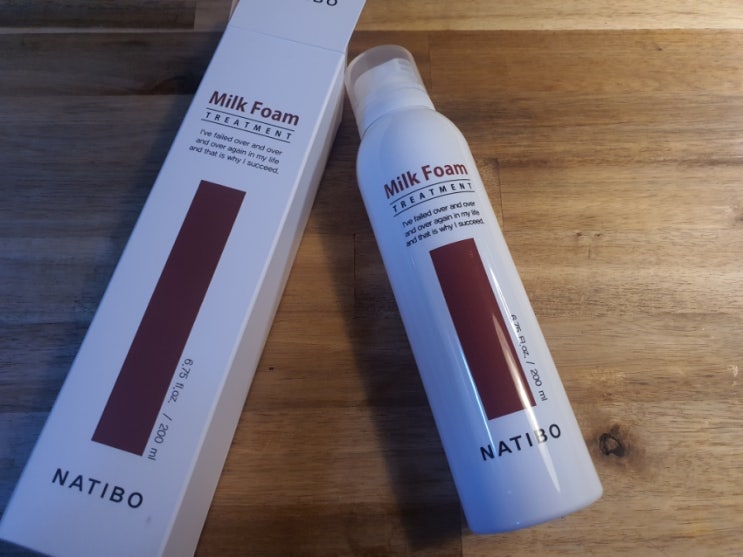 Milk Foam
TREATMENT
I've failed over and over
and over again in my life
and that is why I succeed.
6.75 fl.oz. / 200 ml
NATIBO
Milk Foam
TREATMENT
I've failed over and over
and over again in my life
and that is why I succeed.
6.75 Fl.oz. / 200 ml
NATIBO